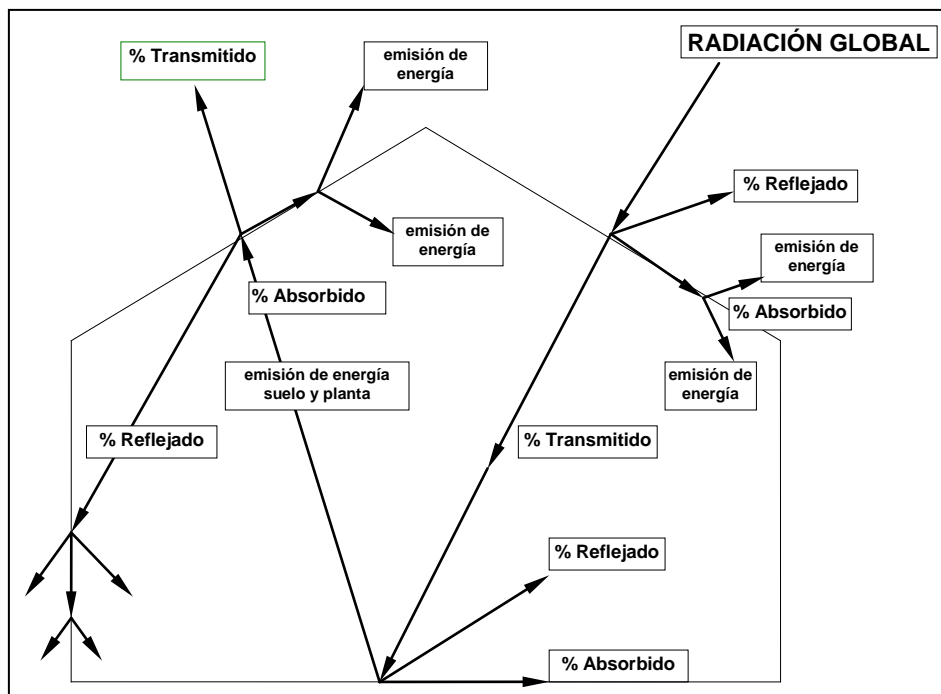 RADIACIÓN GLOBAL
% Transmitido
emisión de
energía
% Reflejado
emisión de
energía
emisión de
energía
% Absorbido
% Absorbido
emisión de energía
suelo y planta
emisión de
energía
% Reflejado
% Transmitido
% Reflejado
% Absorbido